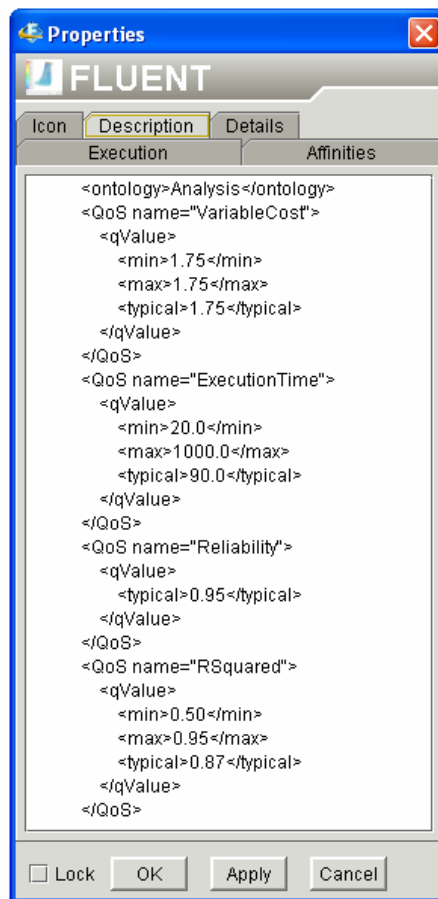 Properties
FLUENT
Icon Description Details
Execution Affinities
<ontology>Analysis</ontology>
<QoS name="VariableCost">
<qValue>
<min>1.75</min>
<max>1.75</max>
<typical>1.75</typical>
</qValue>
</QoS>
<QoS name="ExecutionTime">
<qValue>
<min>20.0</min>
<max>1000.0</max>
<typical>90.0</typical>
</qValue>
</QoS>
<QoS name="Reliability">
<qValue>
<typical>0.95</typical>
</qValue>
</QoS>
<QoS name="RSquared">
<qValue>
<min>0.50</min>
<max>0.95</max>
<typical>0.87</typical>
</qValue>
</QoS>
Lock OK Apply Cancel